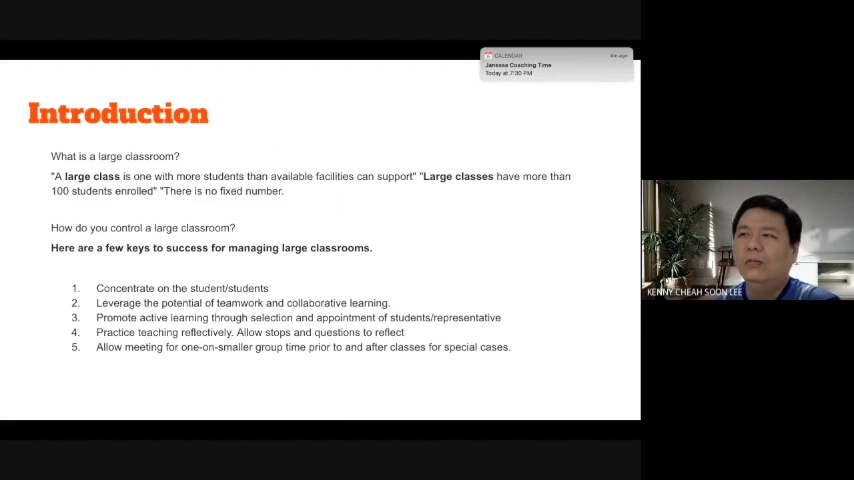 CALENDAR
4m ago
Janessa Coaching Time
Today at 7:30 PM
Introduction
What is a large classroom?
"A large class is one with more students than available facilities can support" "Large classes have more than
100 students enrolled" "There is no fixed number.
How do you control a large classroom?
Here are a few keys to success for managing large classrooms.
1. Concentrate on the student/students
2. Leverage the potential of teamwork and collaborative learning.
3. Promote active learning through selection and appointment of students/representative
4. Practice teaching reflectively. Allow stops and questions to reflect
5. Allow meeting for one-on-smaller group time prior to and after classes for special cases.
KENNY CHEAH SOON LEE